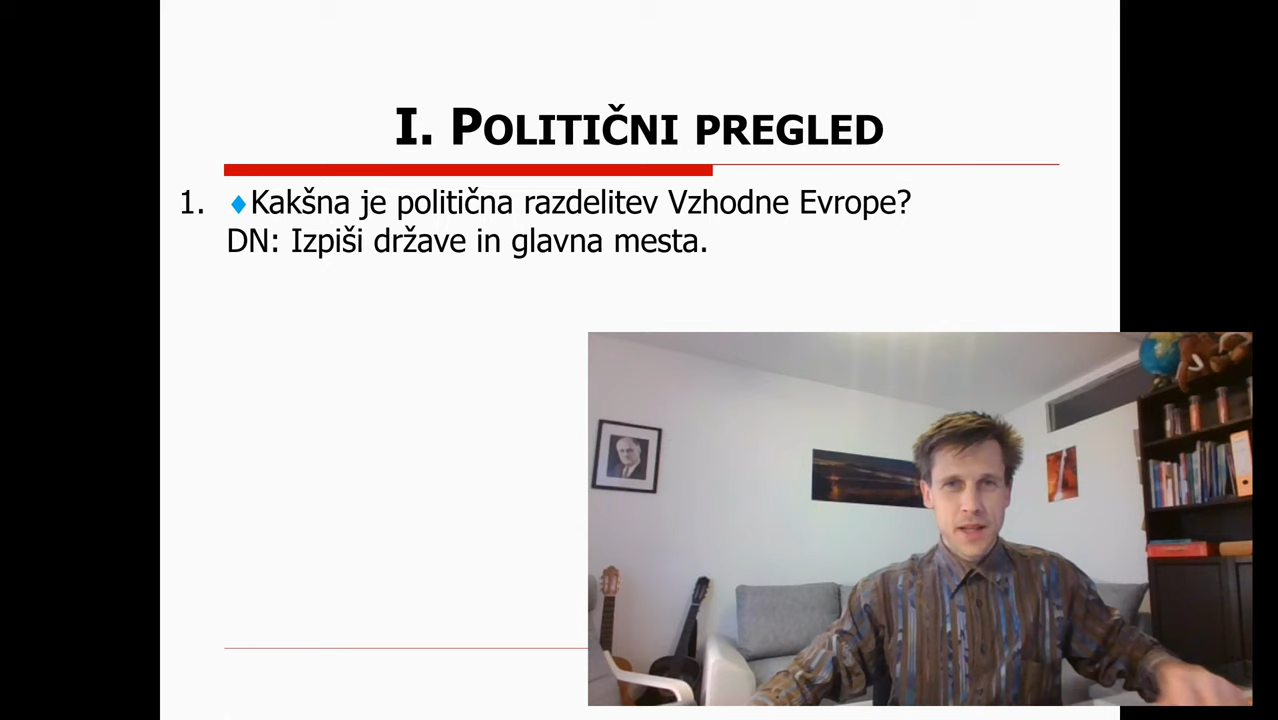 I. POLITIČNI PREGLED
1. ♦Kakšna je politična razdelitev Vzhodne Evrope?
DN: Izpiši države in glavna mesta.